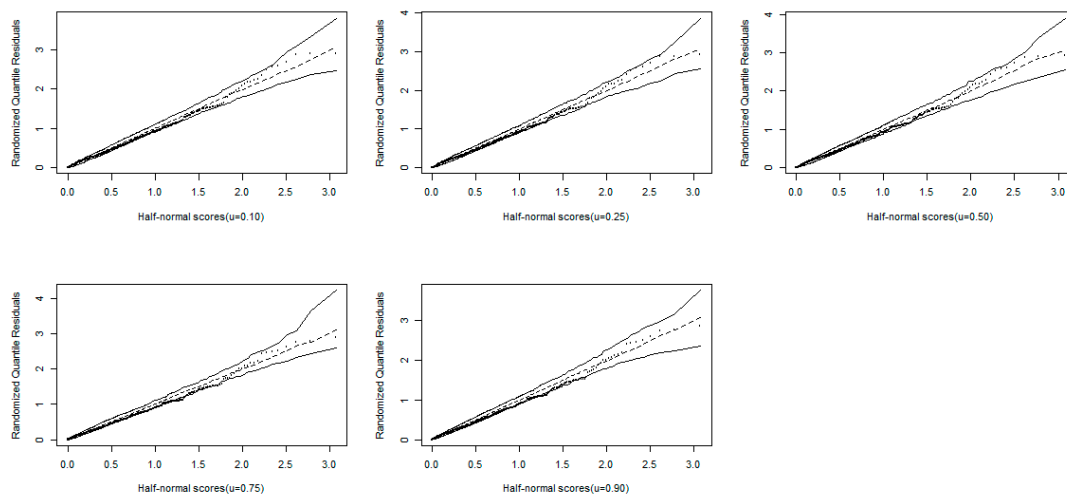 Randomized Quantile Residuals
3
2
1
0
0.0 0.5 1.0 1.5 2.0 2.5 3.0
Half-normal scores(u=0.10)
Randomized Quantile Residuals
4
3
2
1
0
0.0 0.5 1.0 1.5 2.0 2.5 3.0
Half-normal scores(u=0.25)
Randomized Quantile Residuals
4
3
2
1
0
0.0 0.5 1.0 1.5 2.0 2.5 3.0
Half-normal scores(u=0.50)
Randomized Quantile Residuals
4
3
2
1
0
0.0 0.5 1.0 1.5 2.0 2.5 3.0
Half-normal scores(u=0.75)
Randomized Quantile Residuals
3
2
1
0
0.0 0.5 1.0 1.5 2.0 2.5 3.0
Half-normal scores(u=0.90)